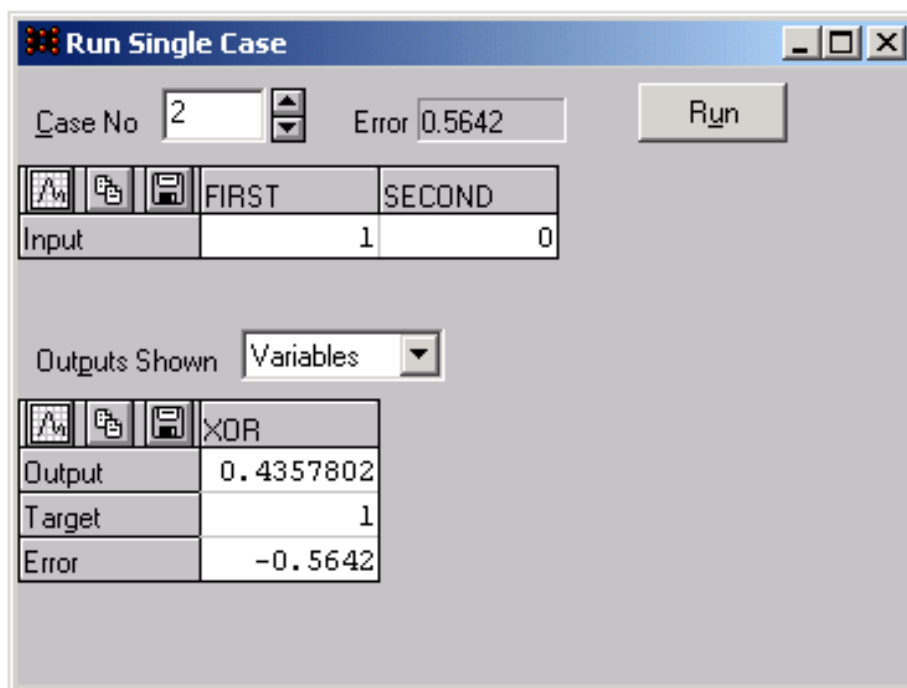 Run Single Case
Case No 2 Error 0.5642 Run
FIRST SECOND
Input 1 0
Outputs Shown Variables
XOR
Output 0.4357802
Target 1
Error -0.5642